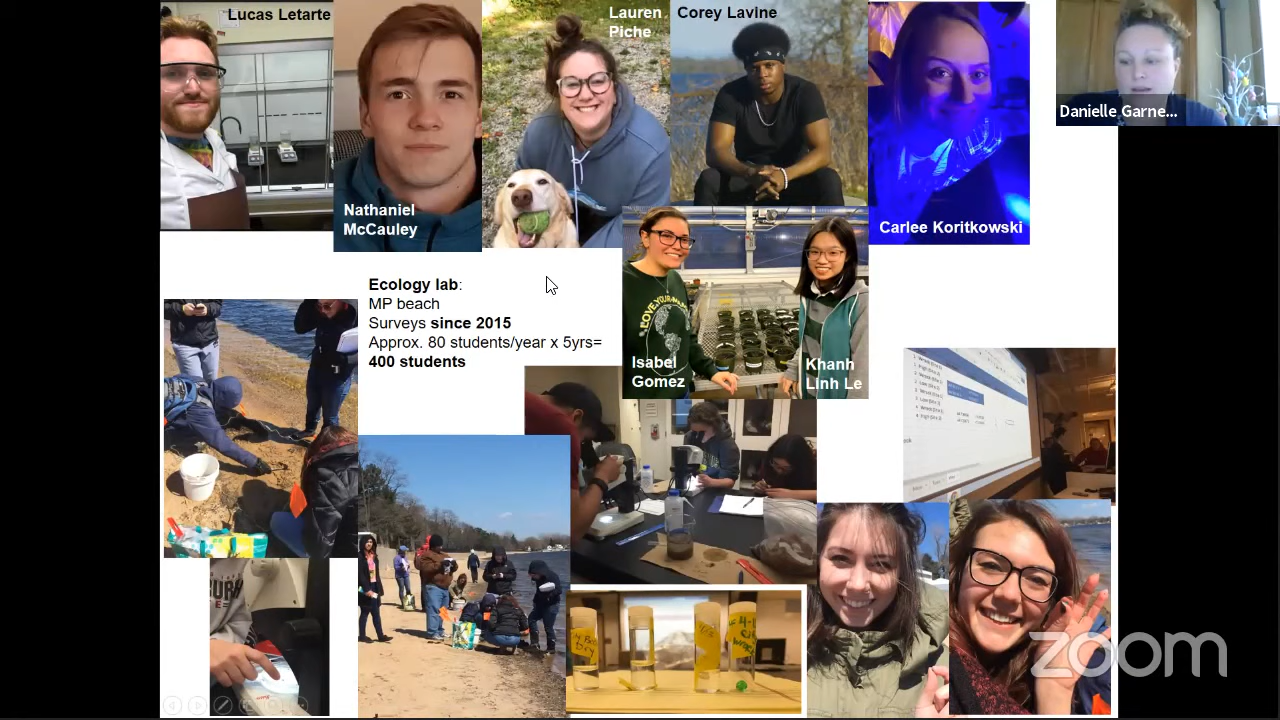 Lucas Letarte
Nathaniel
McCauley
Lauren
Piche
Corey Lavine
Carlee Koritkowski
Danielle Garne...
Ecology lab:
MP beach
Surveys since 2015
Approx. 80 students/year x 5yrs=
400 students
Isabel
Gomez
Khanh
Linh Le
zoom